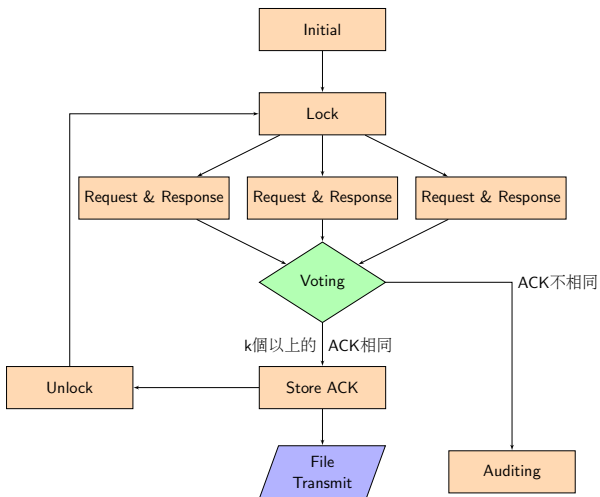 Initial
Lock
Request & Response
Request & Response
Request & Response
Voting
ACK不相同
k個以上的 ACK相同
Unlock
Store ACK
File
Transmit
Auditing